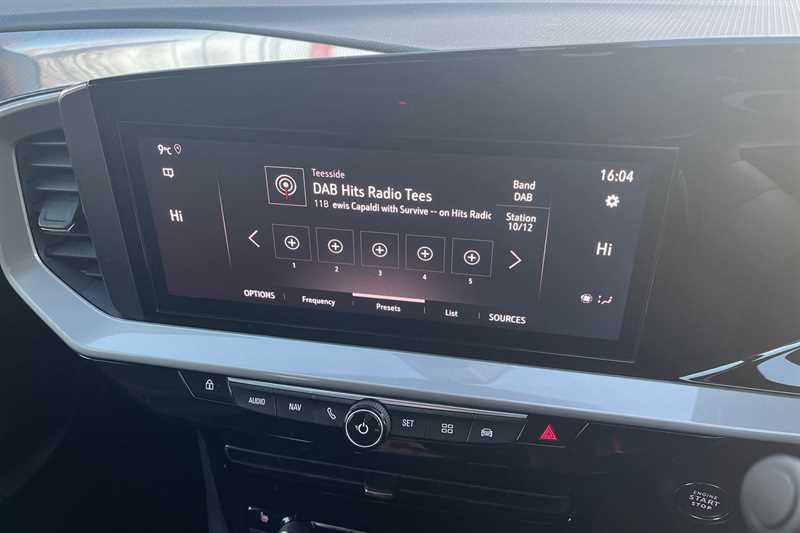 9°C
16:04
Teesside
DAB Hits Radio Tees
11B ewis Capaldi with Survive -- on Hits Radic
Band
DAB
Station
10/12
Hi
Hi
1 2 3 4 5
OPTIONS Frequency Presets List SOURCES
AUDIO NAV SET
ENGINE
START
STOP